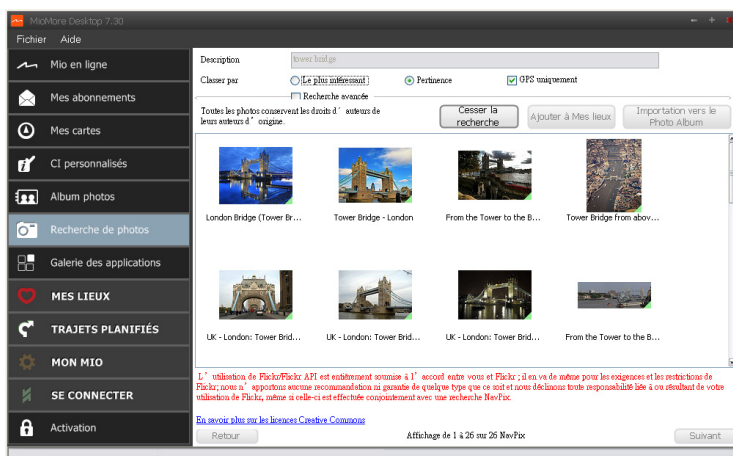 MioMore Desktop 7.30
Fichier Aide
Mio en ligne
Mes abonnements
Mes cartes
CI personnalisés
Album photos
Recherche de photos
Galerie des applications
MES LIEUX
TRAJETS PLANIFIÉS
MON MIO
SE CONNECTER
Activation
Description tower bridge
Classer par Le plus intéressant Pertinence GPS uniquement
Recherche avancée
Toutes les photos conservent les droits d' auteurs de
leurs auteurs d' origine.
Cesser la
recherche
Ajouter à Mes lieux
Importation vers le
Photo Album
London Bridge (Tower Br... Tower Bridge - London From the Tower to the B... Tower Bridge from abov...
UK - London: Tower Brid... UK - London: Tower Brid... UK - London: Tower Brid... From the Tower to the B...
L' utilisation de Flickr/Flickr API est entièrement soumise à l' accord entre vous et Flickr ; il en va de même pour les exigences et les restrictions de
Flickr; nous n' apportons aucune recommandation ni garantie de quelque type que ce soit et nous déclinons toute responsabilité liée à ou résultant de votre
utilisation de Flickr, même si celle-ci est effectuée conjointement avec une recherche NavPix.
En savoir plus sur les licences Creative Commons
Retour Affichage de 1 à 26 sur 26 NavPix Suivant